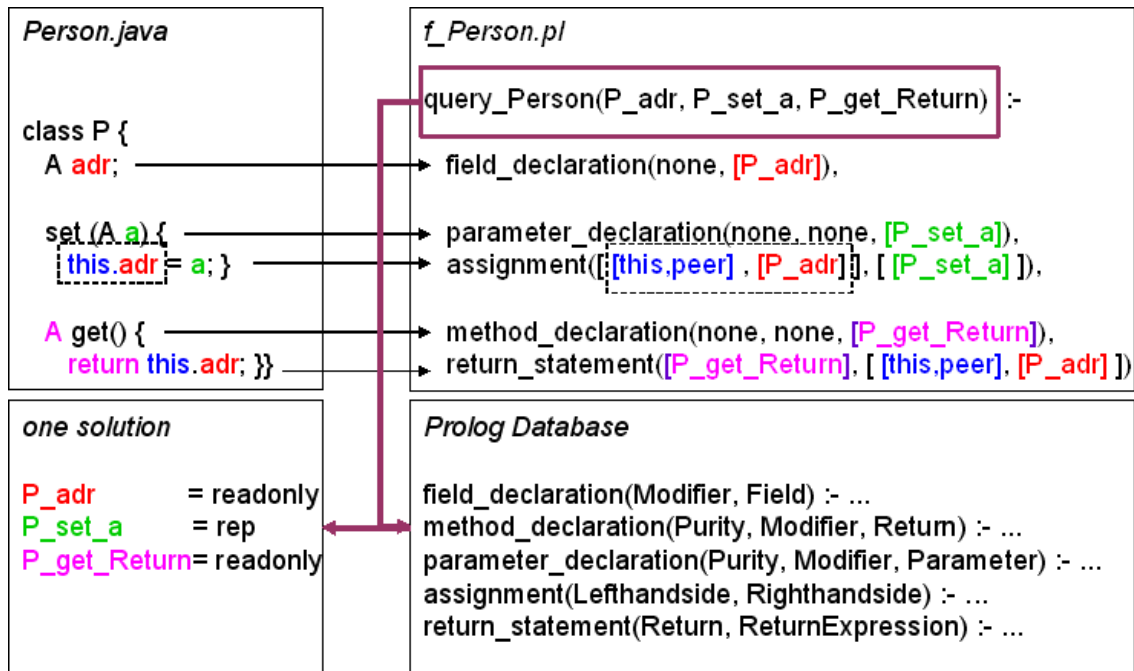 Person.java
class P {
A adr;
set (A a) {
this.adr = a; }
A get() {
return this.adr; }}
f_Person.pl
query_Person(P_adr, P_set_a, P_get_Return) :-
field_declaration(none, [P_adr]),
parameter_declaration(none, none, [P_set_a]),
assignment([ [this,peer] , [P_adr] ], [ [P_set_a] ]),
method_declaration(none, none, [P_get_Return]),
return_statement([P_get_Return], [ [this,peer], [P_adr] ])
one solution
P_adr = readonly
P_set_a = rep
P_get_Return= readonly
Prolog Database
field_declaration(Modifier, Field) :- ...
method_declaration(Purity, Modifier, Return) :- ...
parameter_declaration(Purity, Modifier, Parameter) :- ...
assignment(Lefthandside, Righthandside) :- ...
return_statement(Return, ReturnExpression) :- ...